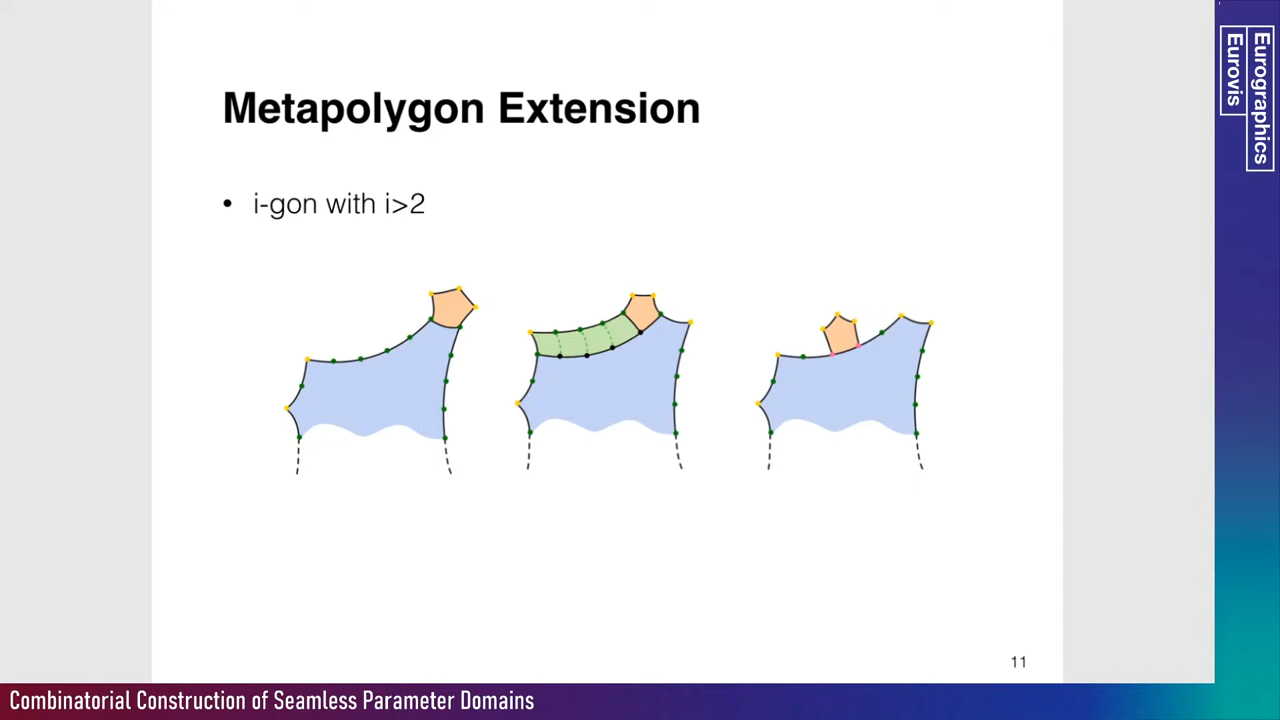 Metapolygon Extension
• i-gon with i>2
11
Combinatorial Construction of Seamless Parameter Domains
Eurographics
Eurovis